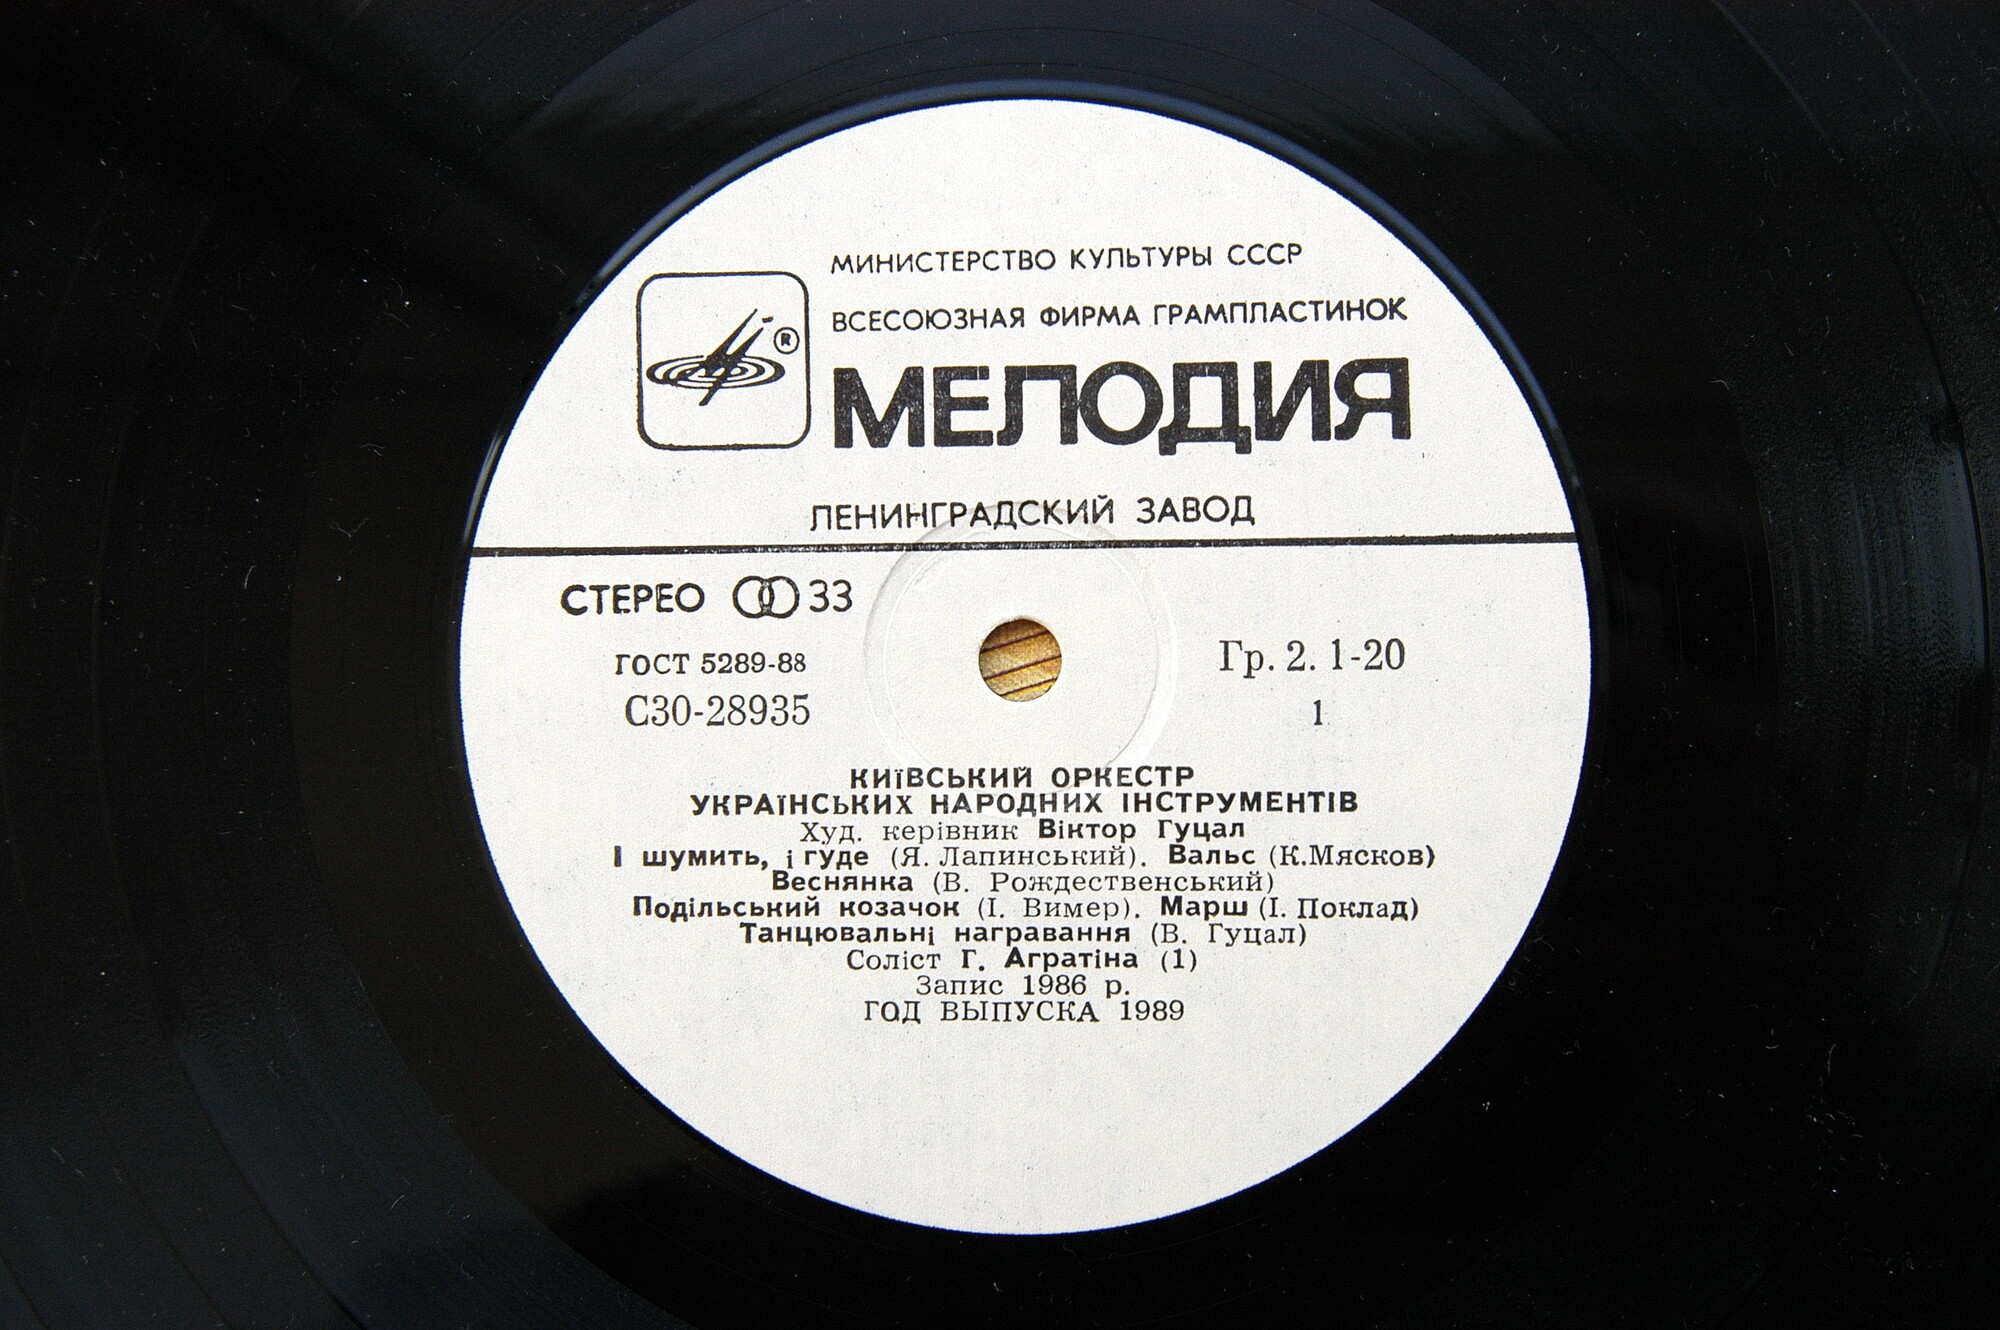 МИНИСТЕРСТВО КУЛЬТУРЫ СССР
ВСЕСОЮЗНАЯ ФИРМА ГРАМПЛАСТИНОК
®
МЕЛОДИЯ
ЛЕНИНГРАДСКИЙ ЗАВОД
СТЕРЕО 33
ГОСТ 5289-88
Гр. 2. 1-20
С30-28935
1
КИЇВСЬКИЙ ОРКЕСТР
УКРАЇНСЬКИХ НАРОДНИХ ІНСТРУМЕНТІВ
Худ. керівник Віктор Гуцал
І шумить, і гуде (Я. Лапинський). Вальс (К.Мясков)
Веснянка (В. Рождественський)
Подільський козачок (І. Вимер). Марш (І. Поклад)
Танцювальні награвання (В. Гуцал)
Соліст Г. Агратіна (1)
Запис 1986 р.
ГОД ВЫПУСКА 1989